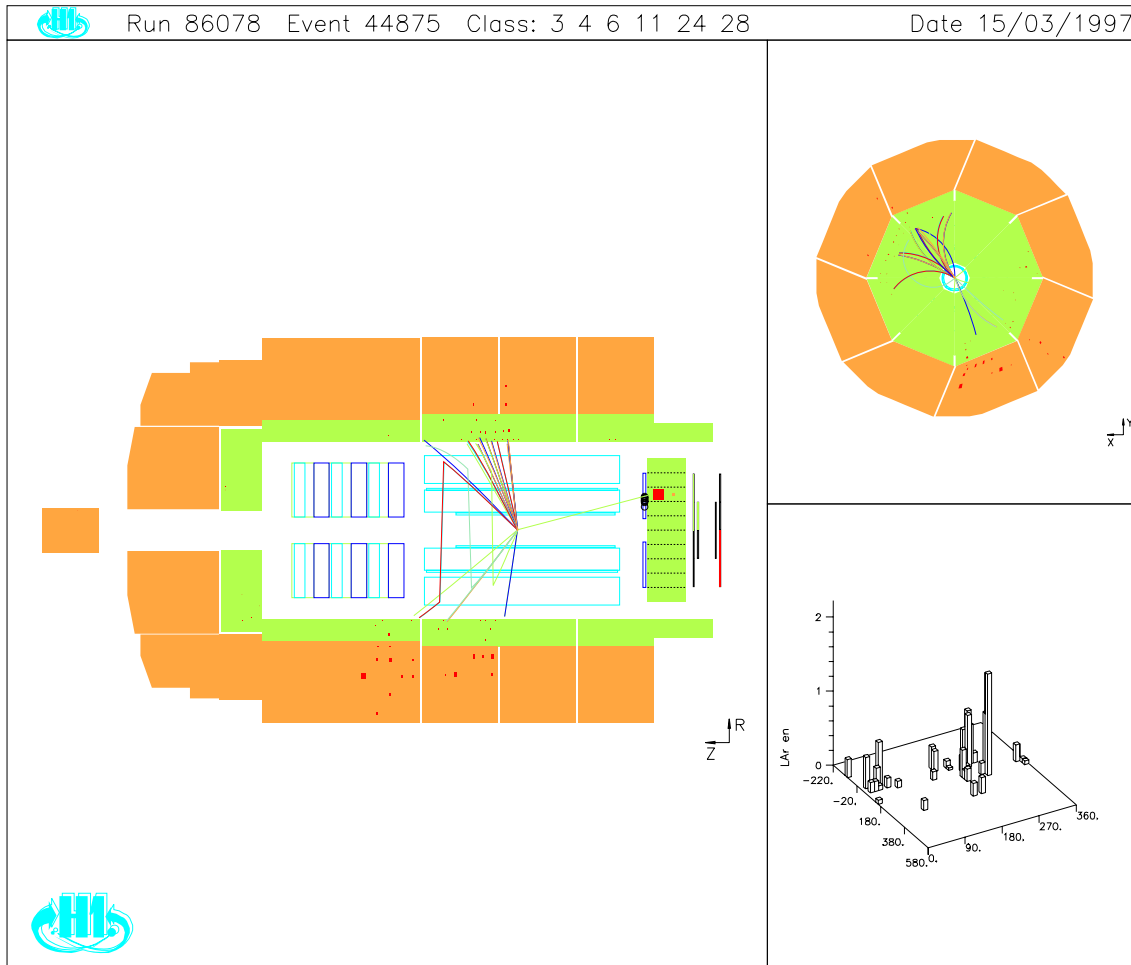 H1 Run 86078 Event 44875 Class: 3 4 6 11 24 28 Date 15/03/1997
Y
X
R
Z
LAr en
2
1
0
-220.
-20.
180.
380.
580.
0.
90.
180.
270.
360.
H1